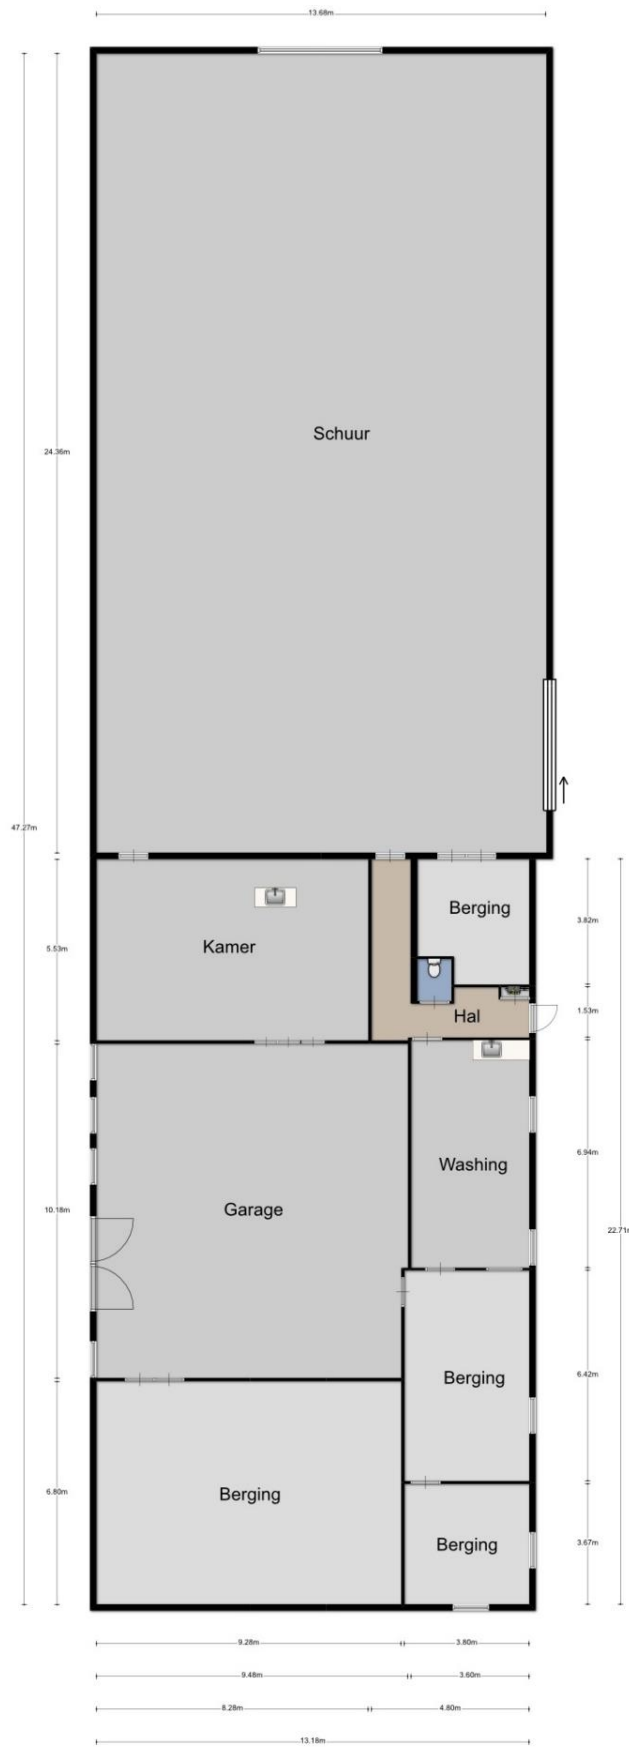 13.68m
Schuur
24.36m
47.27m
Berging
3.82m
Kamer
5.53m
Hal
1.53m
Washing
6.94m
Garage
10.18m
22.71m
Berging
6.42m
Berging
6.80m
Berging
3.67m
9.28m 3.80m
9.48m 3.60m
8.28m 4.80m
13.18m